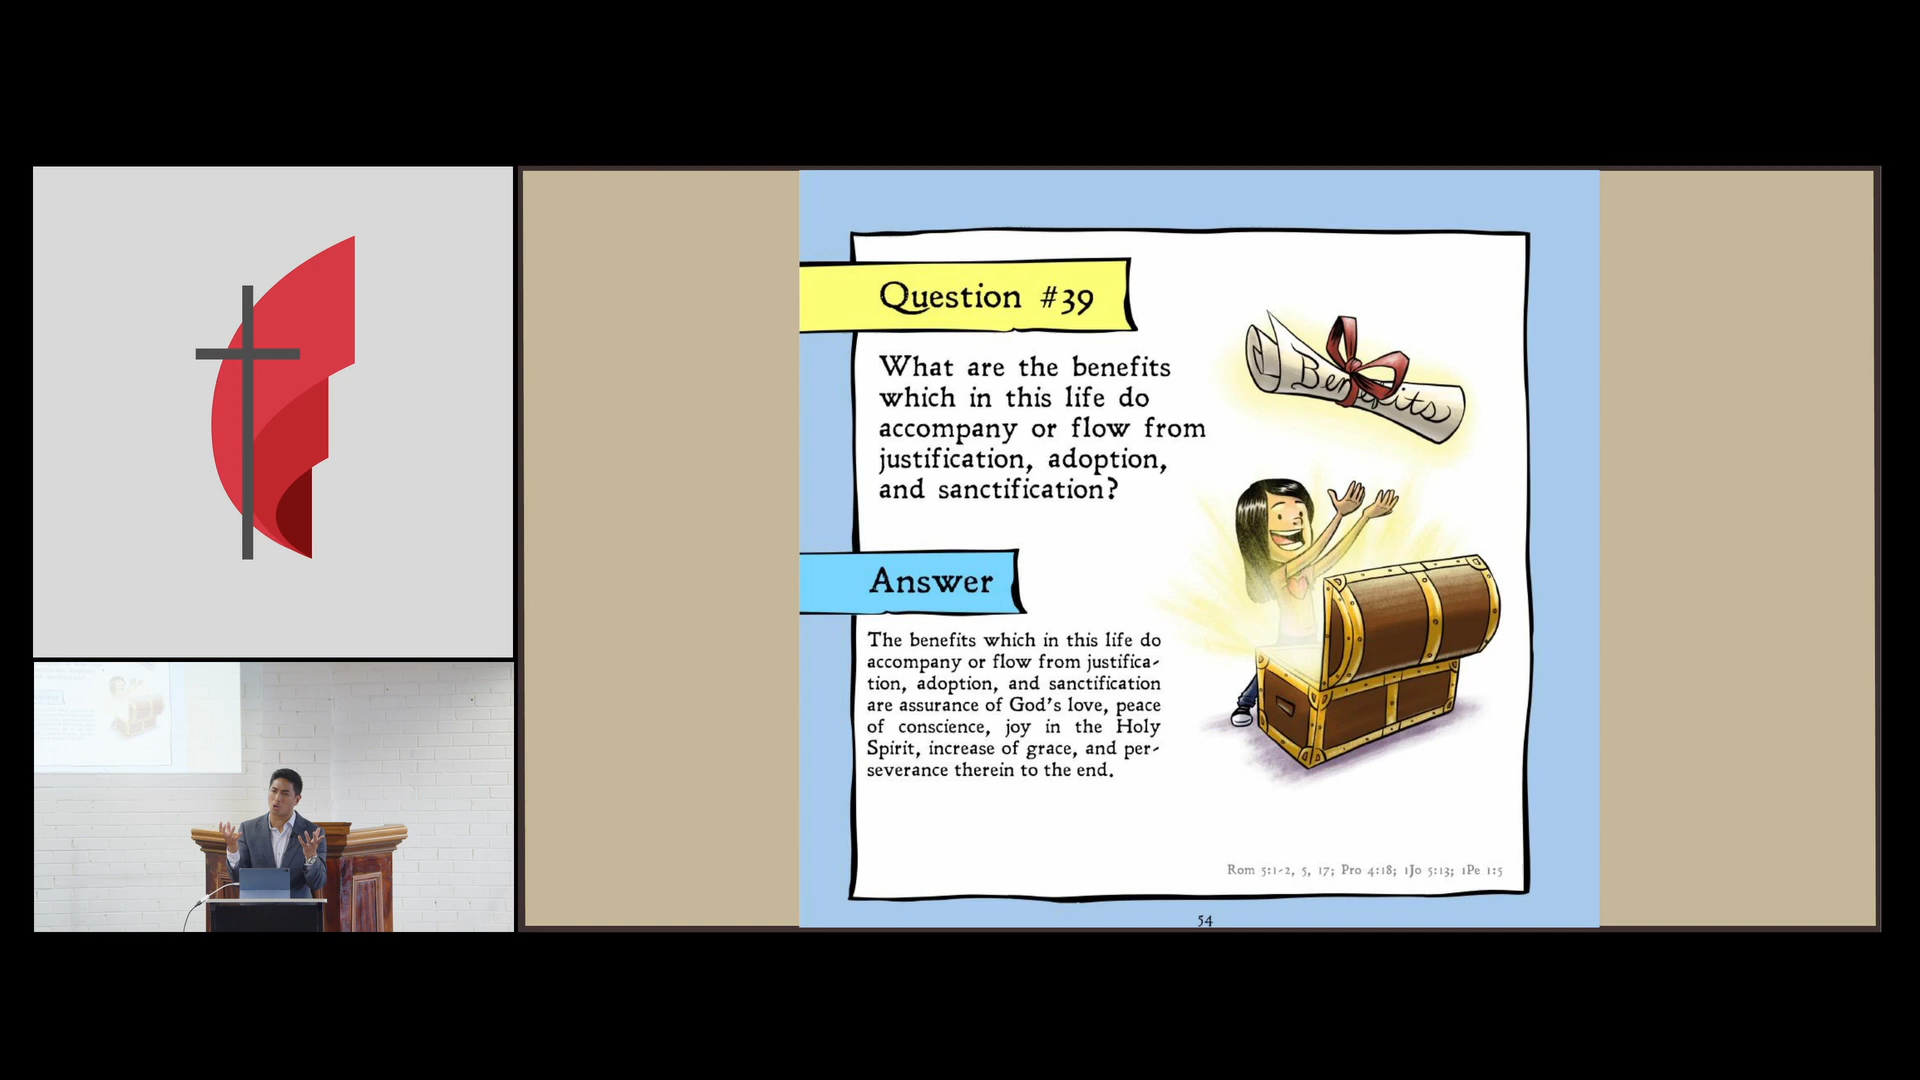 Question #39
What are the benefits
which in this life do
accompany or flow from
justification, adoption,
and sanctification?
Benefits
Answer
The benefits which in this life do
accompany or flow from justifica-
tion, adoption, and sanctification
are assurance of God's love, peace
of conscience, joy in the Holy
Spirit, increase of grace, and per-
severance therein to the end.
Rom 5:1-2, 5, 17; Pro 4:18; 1Jo 5:13; 1Pe 1:5
54